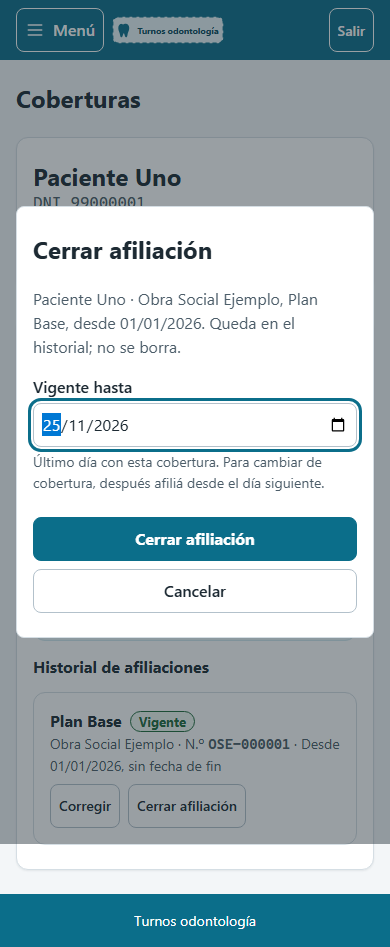 Menú
Turnos odontología
Salir
Coberturas
Paciente Uno
DNI 99000001
Cerrar afiliación
Paciente Uno · Obra Social Ejemplo, Plan
Base, desde 01/01/2026. Queda en el
historial; no se borra.
Vigente hasta
25/11/2026
Último día con esta cobertura. Para cambiar de
cobertura, después afiliá desde el día siguiente.
Cerrar afiliación
Cancelar
Historial de afiliaciones
Plan Base Vigente
Obra Social Ejemplo · N.º OSE-000001 · Desde
01/01/2026, sin fecha de fin
Corregir Cerrar afiliación
Turnos odontología